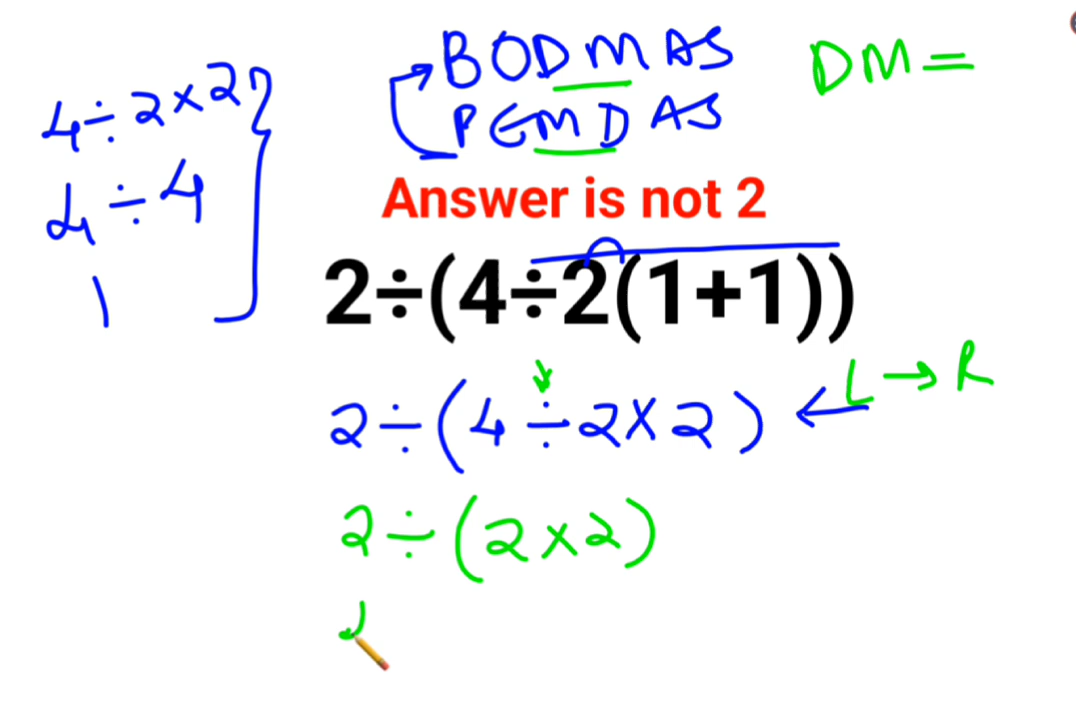 BODMAS
DM =
4 ÷ 2 × 2
PEMDAS
4 ÷ 4
Answer is not 2
1
2÷(4÷2(1+1))
L → R
2 ÷ (4 ÷ 2 × 2)
2 ÷ (2 × 2)